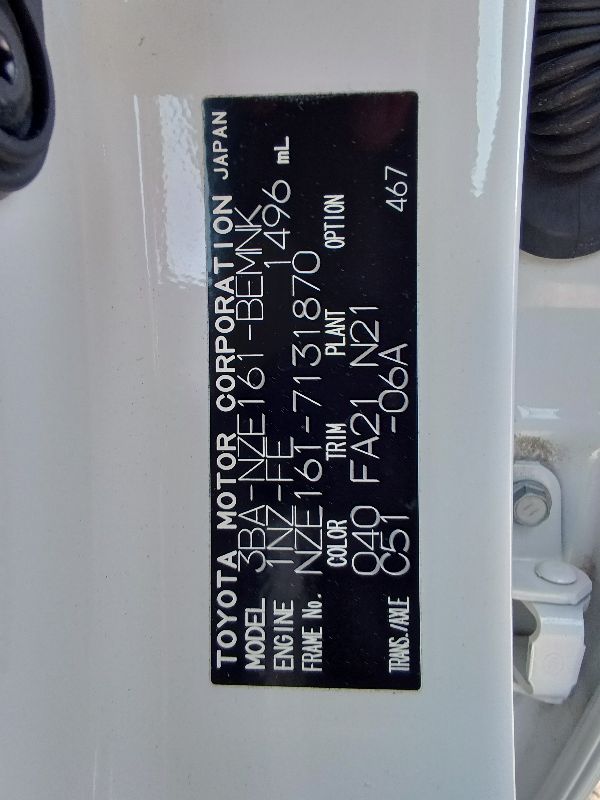 TOYOTA MOTOR CORPORATION JAPAN
MODEL 3BA-NZE161-BEMNK
ENGINE 1NZ-FE 1496 mL
FRAME No. NZE161-7131870
COLOR TRIM PLANT OPTION
040 FA21 N21
TRANS./AXLE C51 -06A 467